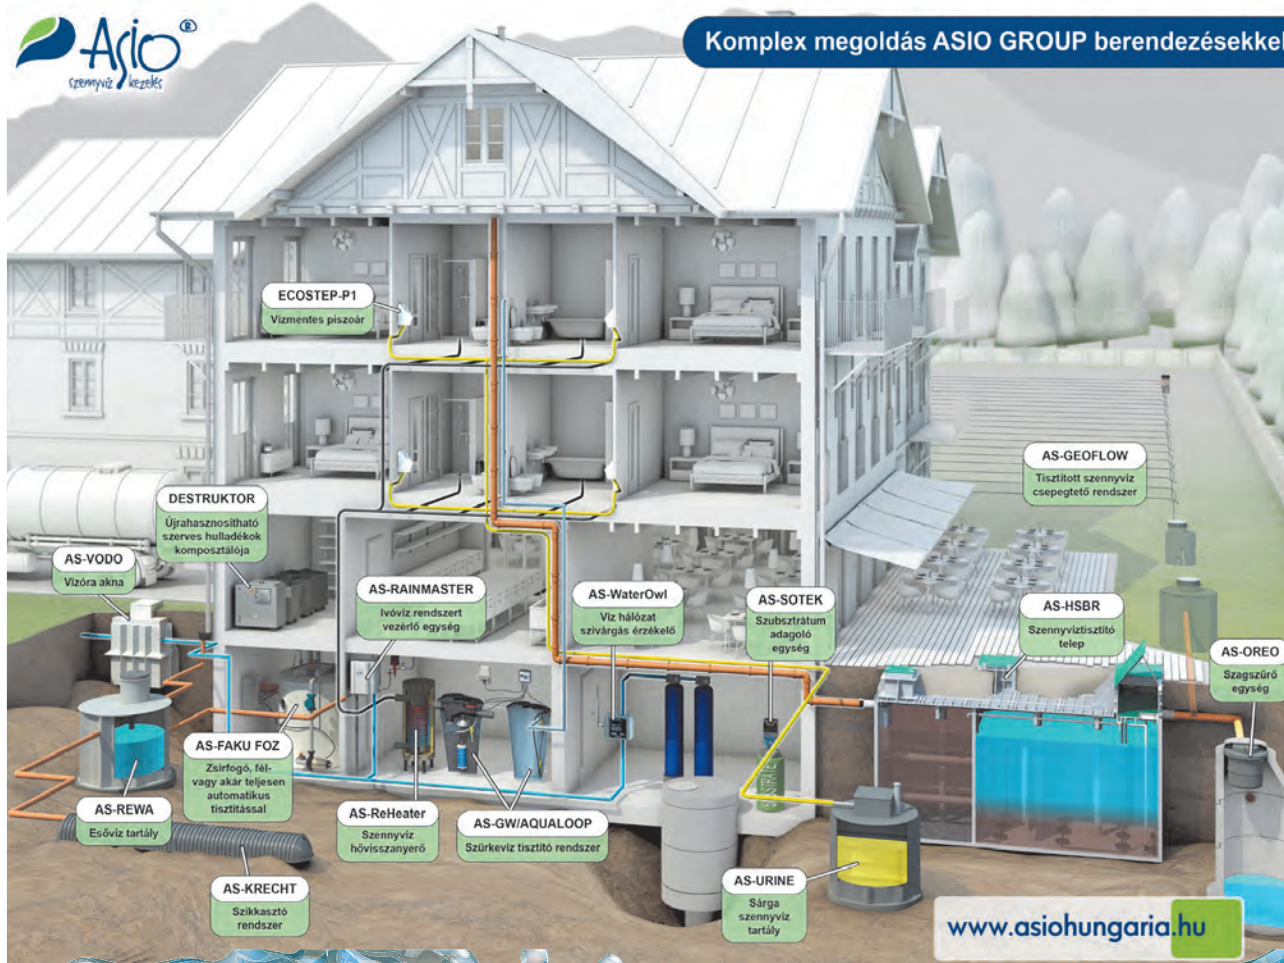 Asio®
szennyvíz kezelés
Komplex megoldás ASIO GROUP berendezésekkel
ECOSTEP-P1
Vízmentes piszoár
AS-GEOFLOW
Tisztított szennyvíz
csepegtető rendszer
DESTRUKTOR
Újrahasznosítható
szerves hulladékok
komposztálója
AS-VODO
Vízóra akna
AS-RAINMASTER
Ivóvíz rendszert
vezérlő egység
AS-WaterOwl
Víz hálózat
szivárgás érzékelő
AS-SOTEK
Szubsztrátum
adagoló
egység
AS-HSBR
Szennyvíztisztító
telep
AS-OREO
Szagszűrő
egység
AS-FAKU FOZ
Zsírfogó, fél-
vagy akár teljesen
automatikus
tisztítással
AS-REWA
Esővíz tartály
AS-ReHeater
Szennyvíz
hővisszanyerő
AS-GW/AQUALOOP
Szürkevíz tisztító rendszer
SUBSTRATE
AS-KRECHT
Szikkasztó
rendszer
AS-URINE
Sárga
szennyvíz
tartály
www.asiohungaria.hu